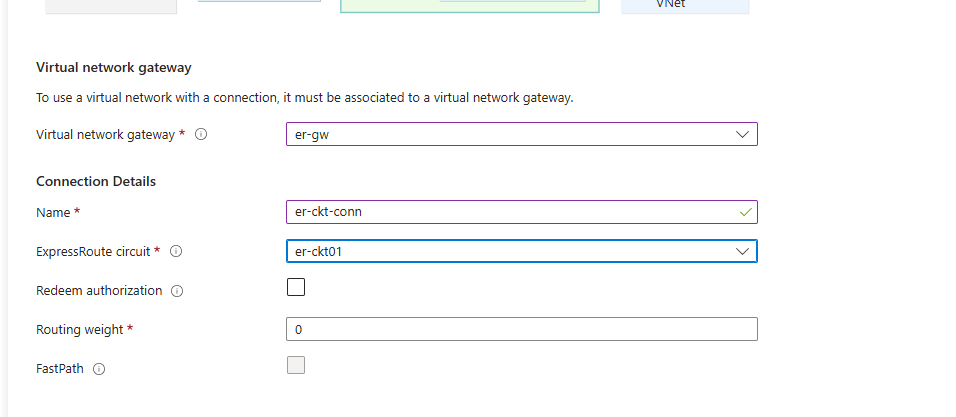 VNet
Virtual network gateway
To use a virtual network with a connection, it must be associated to a virtual network gateway.
Virtual network gateway *
er-gw
Connection Details
Name *
er-ckt-conn
ExpressRoute circuit *
er-ckt01
Redeem authorization
Routing weight *
0
FastPath